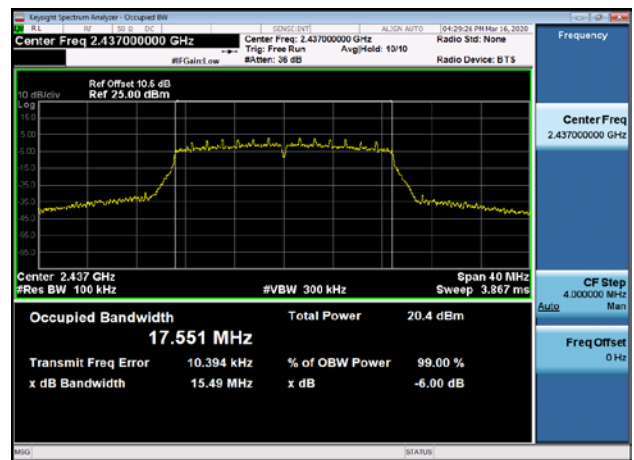 Keysight Spectrum Analyzer - Occupied BW
RL RF 50 Ω DC SENSE:INT ALIGN AUTO 04:29:26 PM Mar 16, 2020
Center Freq 2.437000000 GHz
Center Freq: 2.437000000 GHz
Radio Std: None
Trig: Free Run Avg|Hold: 10/10
#IFGain:Low
#Atten: 36 dB
Radio Device: BTS
Frequency
Ref Offset 10.6 dB
10 dB/div Ref 25.00 dBm
Log
15.0
5.00
-5.00
-15.0
-25.0
-35.0
-45.0
-55.0
-65.0
Center Freq
2.437000000 GHz
Center 2.437 GHz Span 40 MHz
#Res BW 100 kHz #VBW 300 kHz Sweep 3.867 ms
CF Step
4.000000 MHz
Auto Man
Occupied Bandwidth Total Power 20.4 dBm
17.551 MHz
Transmit Freq Error 10.394 kHz % of OBW Power 99.00 %
x dB Bandwidth 15.49 MHz x dB -6.00 dB
Freq Offset
0 Hz
MSG STATUS